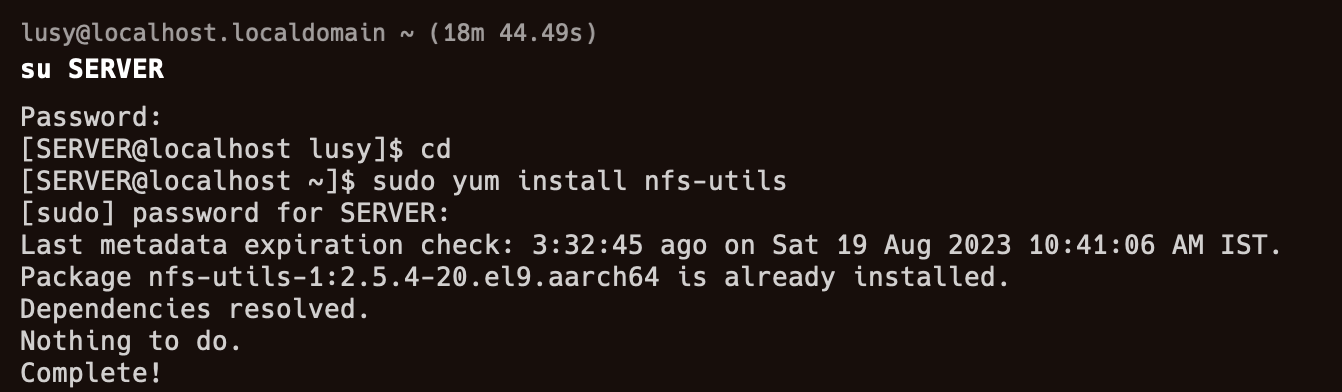 lusy@localhost.localdomain ~ (18m 44.49s)
su SERVER
Password:
[SERVER@localhost lusy]$ cd
[SERVER@localhost ~]$ sudo yum install nfs-utils
[sudo] password for SERVER:
Last metadata expiration check: 3:32:45 ago on Sat 19 Aug 2023 10:41:06 AM IST.
Package nfs-utils-1:2.5.4-20.el9.aarch64 is already installed.
Dependencies resolved.
Nothing to do.
Complete!